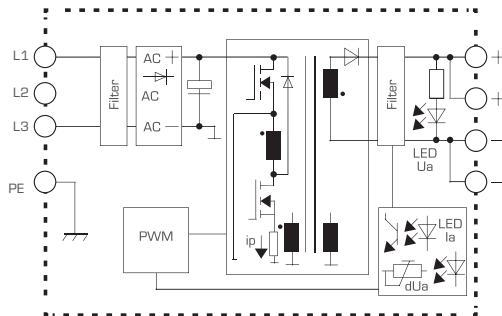 L1
L2
L3
PE
Filter
AC +
AC
AC −
PWM
ip
Filter
LED
Ua
+
+
−
−
LED
Ia
dUa